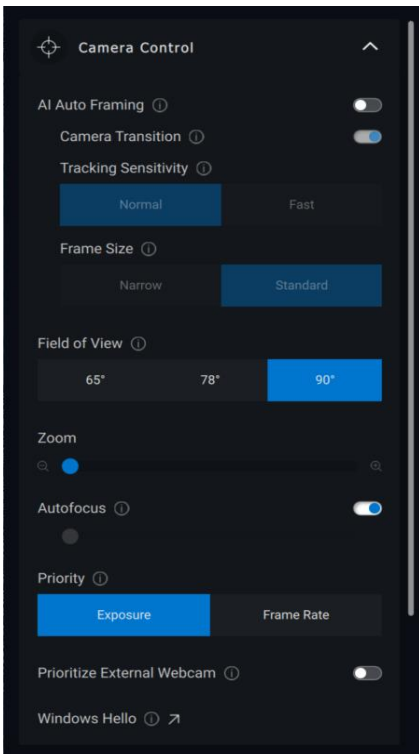 Camera Control
AI Auto Framing
Camera Transition
Tracking Sensitivity
Normal Fast
Frame Size
Narrow Standard
Field of View
65° 78° 90°
Zoom
Autofocus
Priority
Exposure Frame Rate
Prioritize External Webcam
Windows Hello